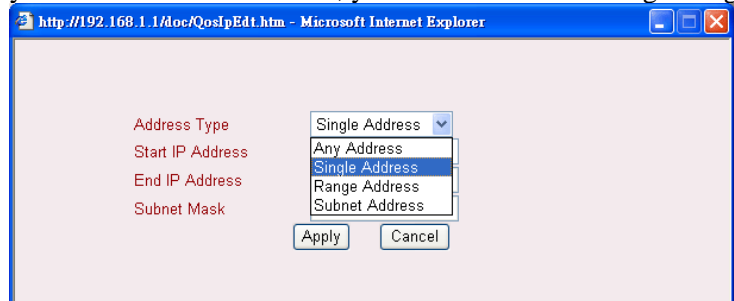 http://192.168.1.1/doc/QosIpEdt.htm - Microsoft Internet Explorer
Address Type Single Address
Start IP Address Any Address
Single Address
End IP Address Range Address
Subnet Mask Subnet Address
Apply Cancel